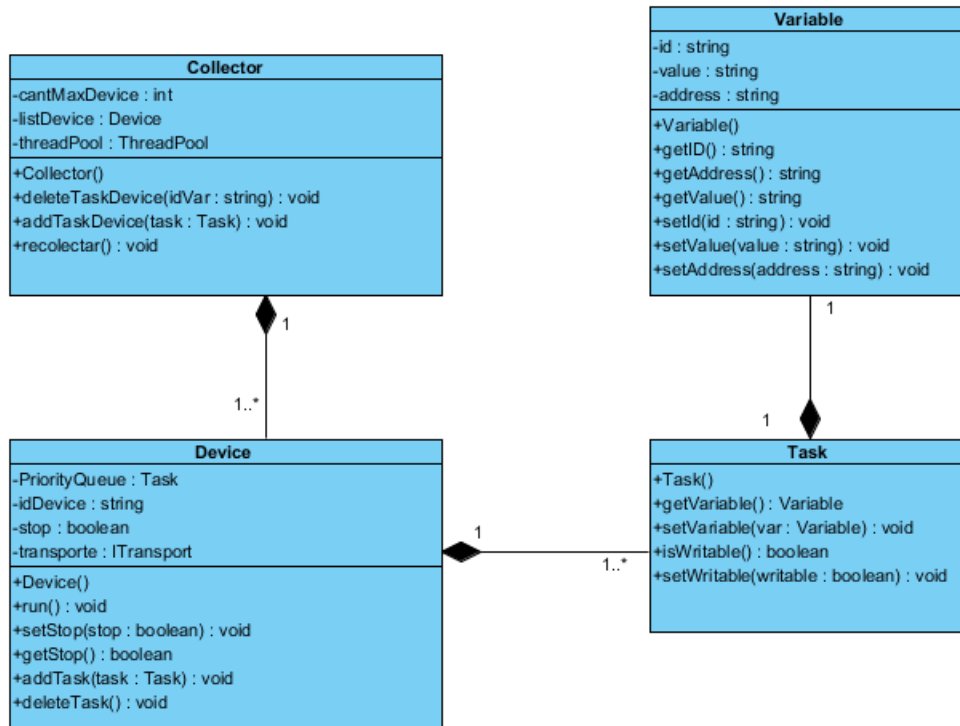 Collector
-cantMaxDevice : int
-listDevice : Device
-threadPool : ThreadPool
+Collector()
+deleteTaskDevice(idVar : string) : void
+addTaskDevice(task : Task) : void
+recolectar() : void
Variable
-id : string
-value : string
-address : string
+Variable()
+getID() : string
+getAddress() : string
+getValue() : string
+setId(id : string) : void
+setValue(value : string) : void
+setAddress(address : string) : void
1
1..*
1
1
Device
-PriorityQueue : Task
-idDevice : string
-stop : boolean
-transporte : ITransport
+Device()
+run() : void
+setStop(stop : boolean) : void
+getStop() : boolean
+addTask(task : Task) : void
+deleteTask() : void
1
1..*
Task
+Task()
+getVariable() : Variable
+setVariable(var : Variable) : void
+isWritable() : boolean
+setWritable(writable : boolean) : void